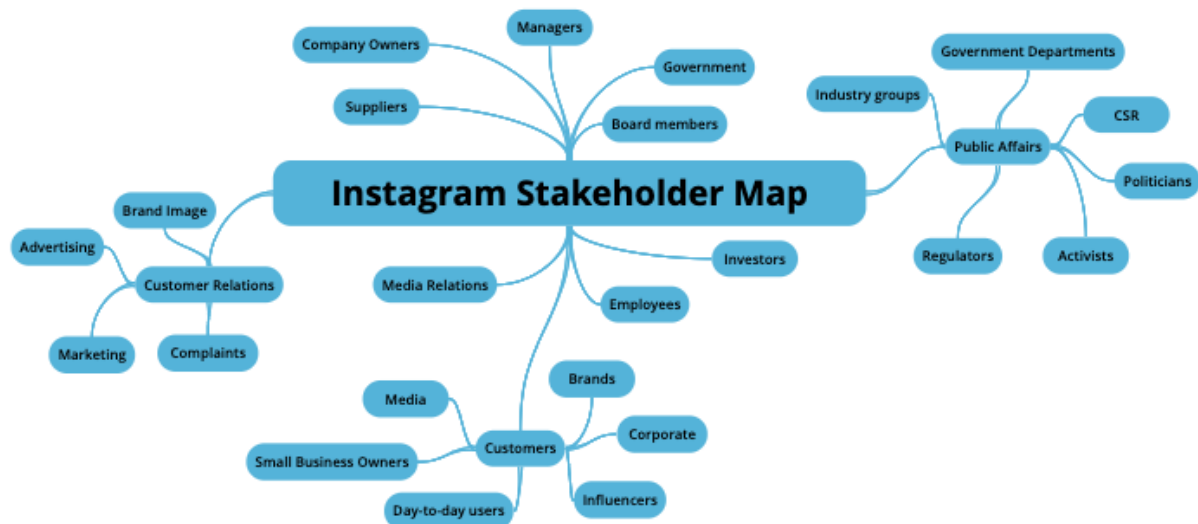 Managers
Company Owners
Government Departments
Government
Industry groups
Suppliers
CSR
Board members
Public Affairs
Politicians
Instagram Stakeholder Map
Brand Image
Advertising
Regulators
Activists
Investors
Customer Relations
Media Relations
Employees
Marketing
Complaints
Brands
Media
Corporate
Customers
Small Business Owners
Influencers
Day-to-day users